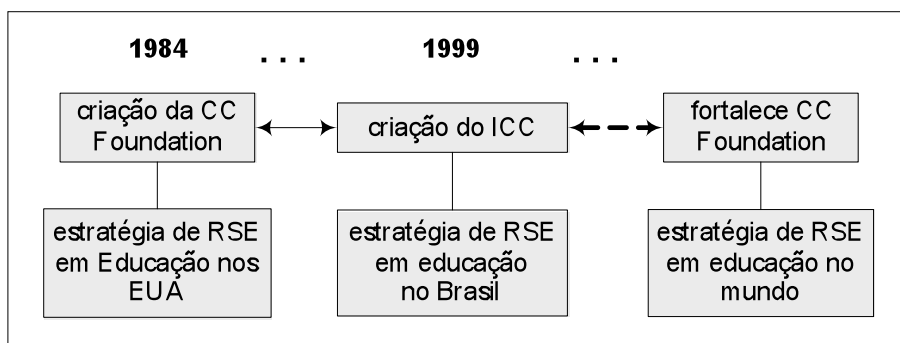 1984 . . . 1999 . . .
criação da CC
Foundation
criação do ICC
fortalece CC
Foundation
estratégia de RSE
em Educação nos
EUA
estratégia de RSE
em educação
no Brasil
estratégia de RSE
em educação no
mundo